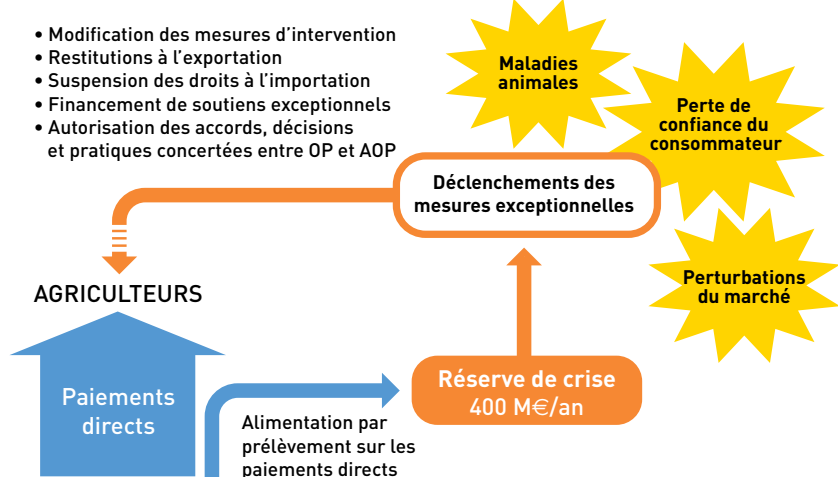 • Modification des mesures d’intervention
• Restitutions à l’exportation
• Suspension des droits à l’importation
• Financement de soutiens exceptionnels
• Autorisation des accords, décisions
et pratiques concertées entre OP et AOP
Maladies
animales
Perte de
confiance du
consommateur
Déclenchements des
mesures exceptionnelles
Perturbations
du marché
AGRICULTEURS
Paiements
directs
Réserve de crise
400 M€/an
Alimentation par
prélèvement sur les
paiements directs